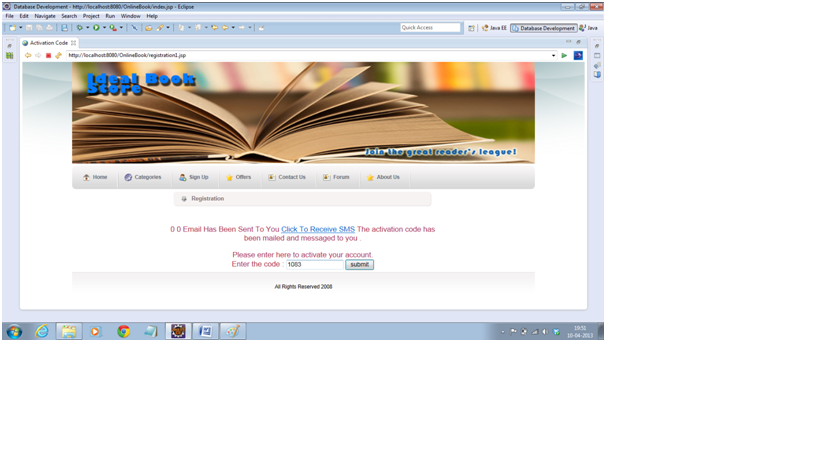 Database Development - http://localhost:8080/OnlineBook/index.jsp - Eclipse
File Edit Navigate Search Project Run Window Help
Quick Access
Java EE
Database Development
Java
Activation Code
http://localhost:8080/OnlineBook/registration1.jsp
Ideal Book
Store
Join the great reader's league!
Home Categories Sign Up Offers Contact Us Forum About Us
Registration
0 0 Email Has Been Sent To You Click To Receive SMS The activation code has
been mailed and messaged to you .
Please enter here to activate your account.
Enter the code : 1083 submit
All Rights Reserved 2008
19:51
10-04-2013